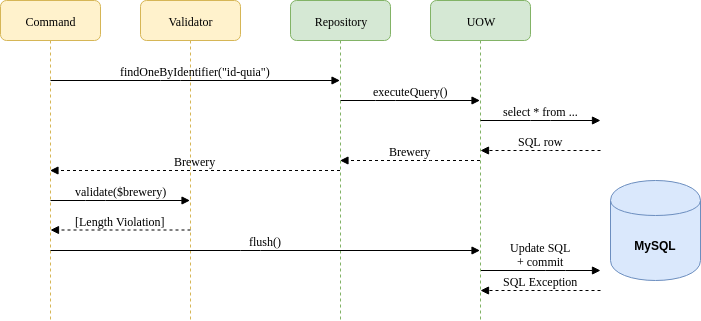 Command
Validator
Repository
UOW
findOneByIdentifier("id-quia")
executeQuery()
select * from ...
SQL row
Brewery
Brewery
validate($brewery)
[Length Violation]
flush()
Update SQL
+ commit
MySQL
SQL Exception